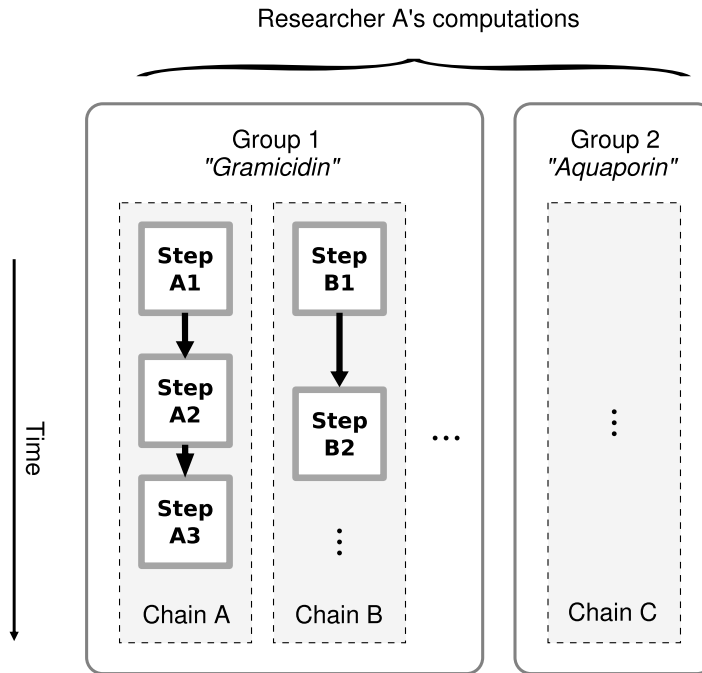 Researcher A's computations
Group 1
"Gramicidin"
Group 2
"Aquaporin"
Step
A1
Step
A2
Step
A3
Chain A
Step
B1
Step
B2
...
Chain B
...
...
Chain C
Time